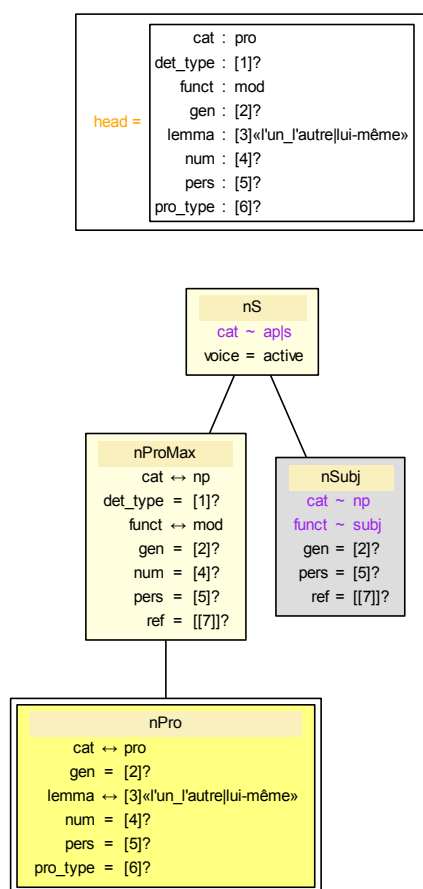 cat : pro
det_type : [1]?
funct : mod
gen : [2]?
head =
lemma : [3]«l'un_l'autre|lui-même»
num : [4]?
pers : [5]?
pro_type : [6]?
nS
cat ~ ap|s
voice = active
nProMax
cat ↔ np
det_type = [1]?
funct ↔ mod
gen = [2]?
num = [4]?
pers = [5]?
ref = [[7]]?
nSubj
cat ~ np
funct ~ subj
gen = [2]?
pers = [5]?
ref = [[7]]?
nPro
cat ↔ pro
gen = [2]?
lemma ↔ [3]«l'un_l'autre|lui-même»
num = [4]?
pers = [5]?
pro_type = [6]?